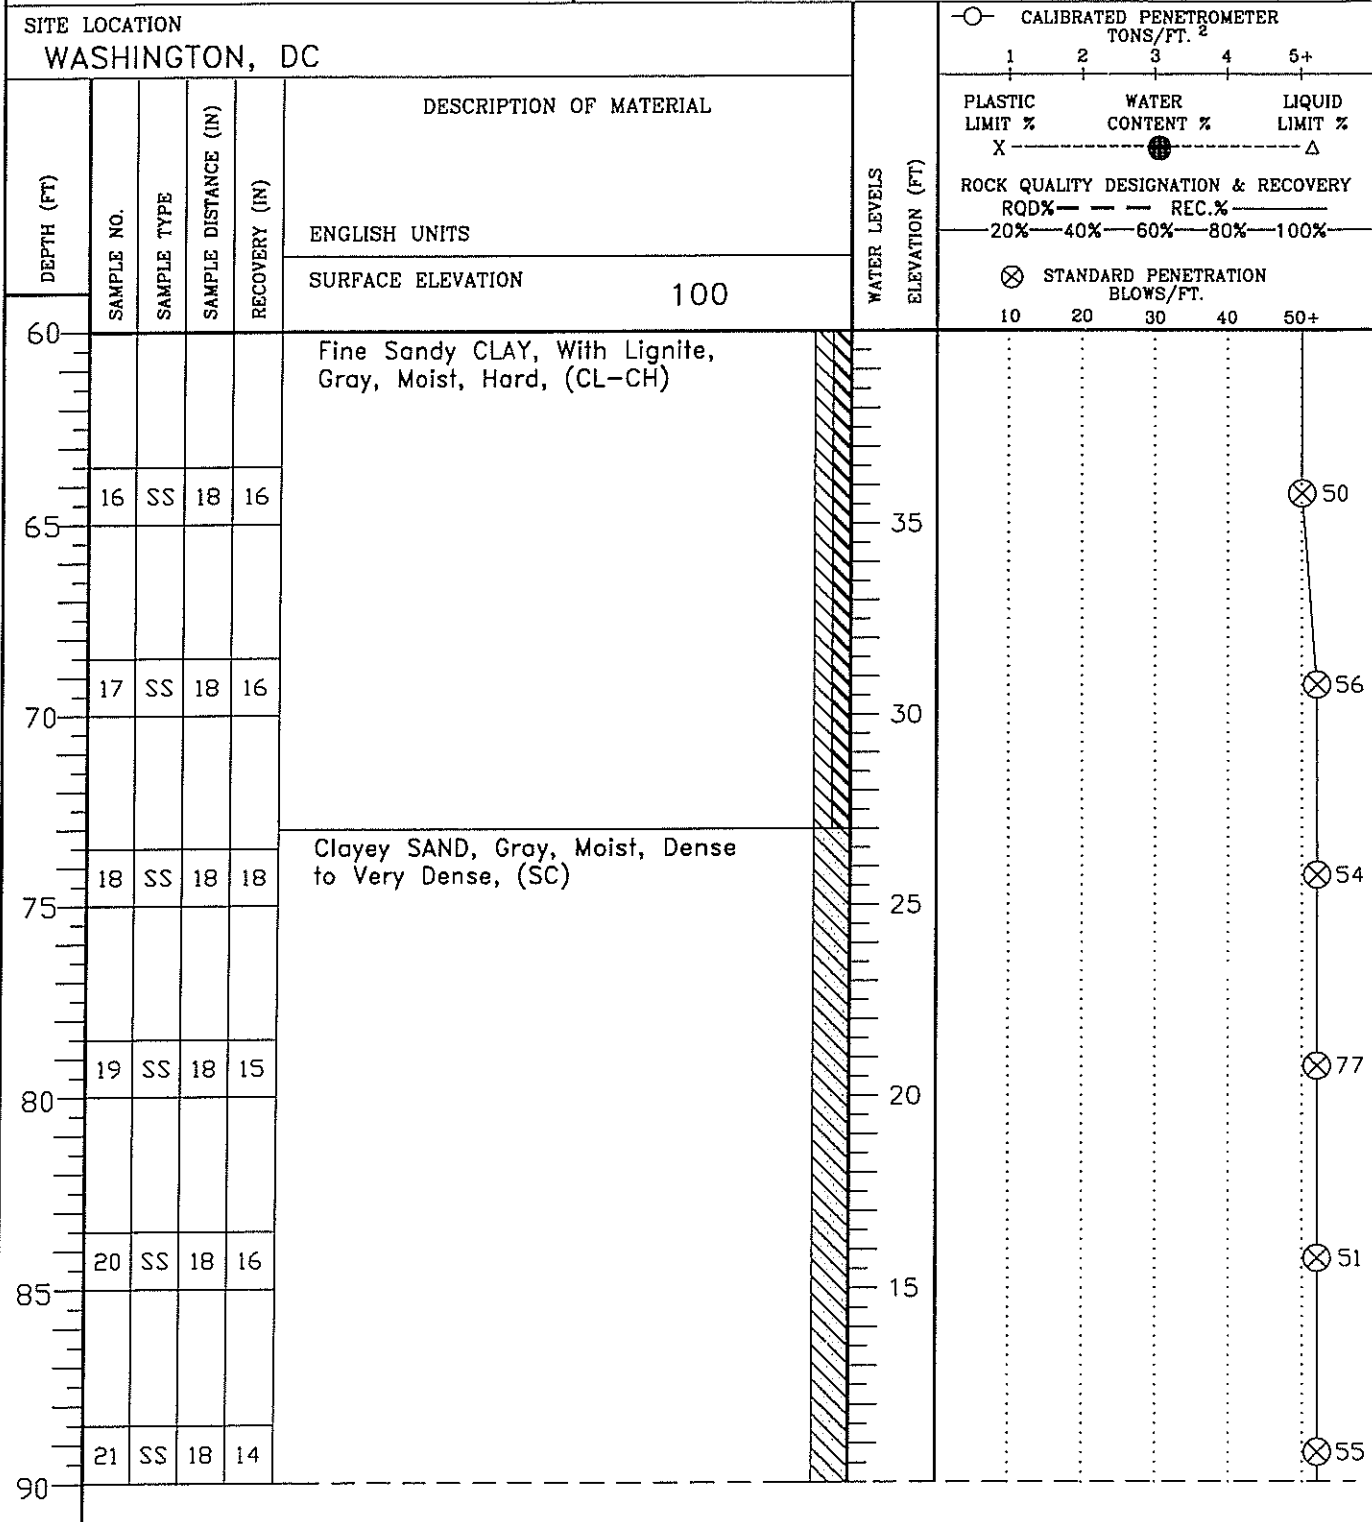 SITE LOCATION
WASHINGTON, DC
DEPTH (FT)
SAMPLE NO.
SAMPLE TYPE
SAMPLE DISTANCE (IN)
RECOVERY (IN)
DESCRIPTION OF MATERIAL
ENGLISH UNITS
SURFACE ELEVATION 100
WATER LEVELS
ELEVATION (FT)
CALIBRATED PENETROMETER
TONS/FT. 2
1 2 3 4 5+
PLASTIC WATER LIQUID
LIMIT % CONTENT % LIMIT %
X Δ
ROCK QUALITY DESIGNATION & RECOVERY
RQD% REC.%
20% 40% 60% 80% 100%
STANDARD PENETRATION
BLOWS/FT.
10 20 30 40 50+
60
Fine Sandy CLAY, With Lignite,
Gray, Moist, Hard, (CL-CH)
16 SS 18 16 50
65 35
17 SS 18 16 56
70 30
Clayey SAND, Gray, Moist, Dense
to Very Dense, (SC)
18 SS 18 18 54
75 25
19 SS 18 15 77
80 20
20 SS 18 16 51
85 15
21 SS 18 14 55
90